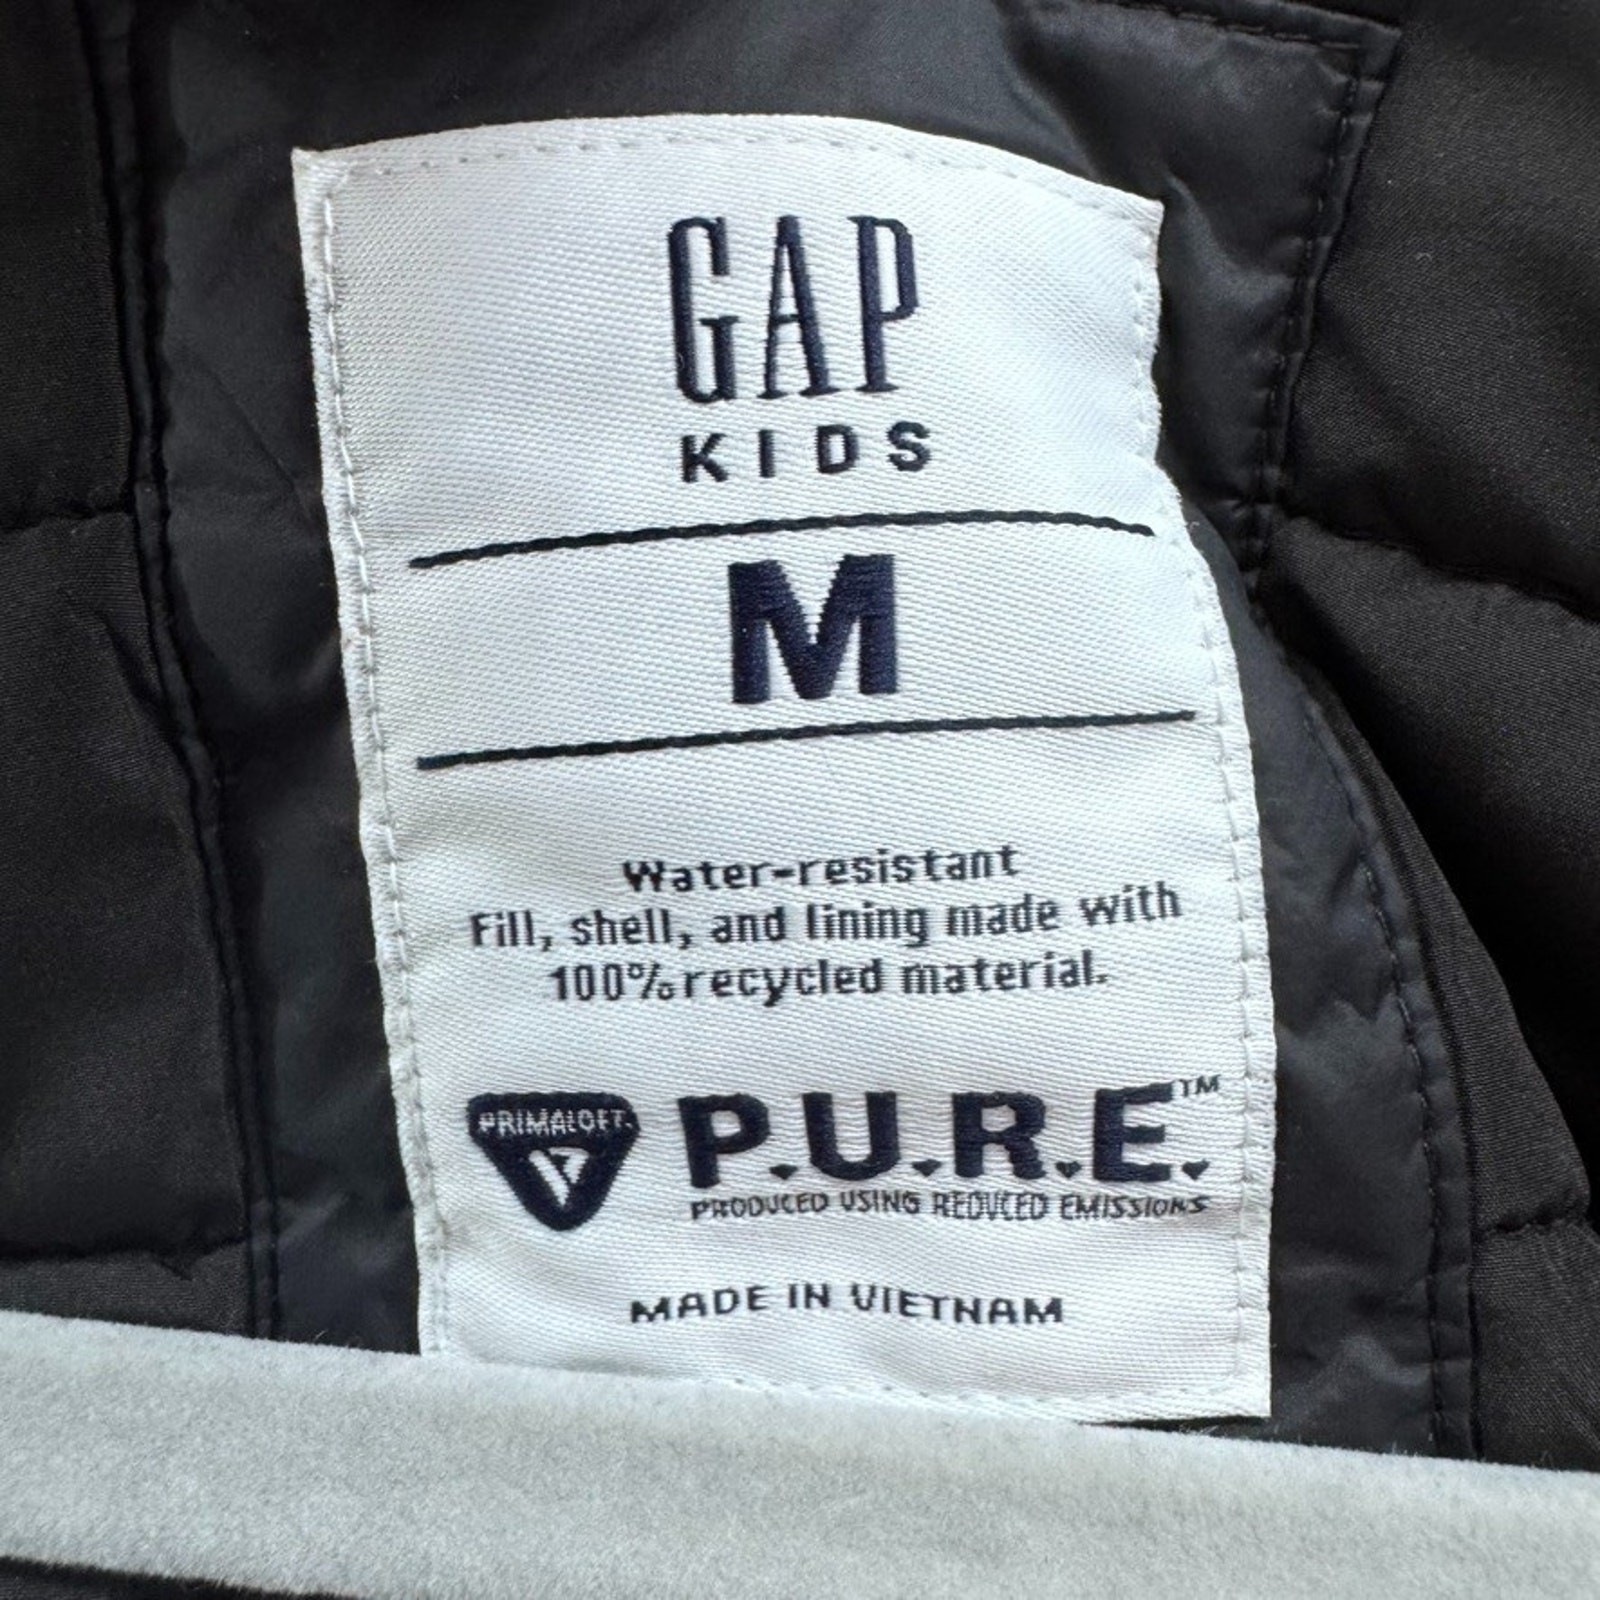 GAP
KIDS
M
Water-resistant
Fill, shell, and lining made with
100% recycled material.
PRIMALOFT. P.U.R.E.™
PRODUCED USING REDUCED EMISSIONS
MADE IN VIETNAM